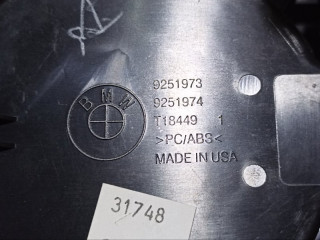 BMW
9251973
9251974
T18449 1
>PC/ABS<
MADE IN USA
31748